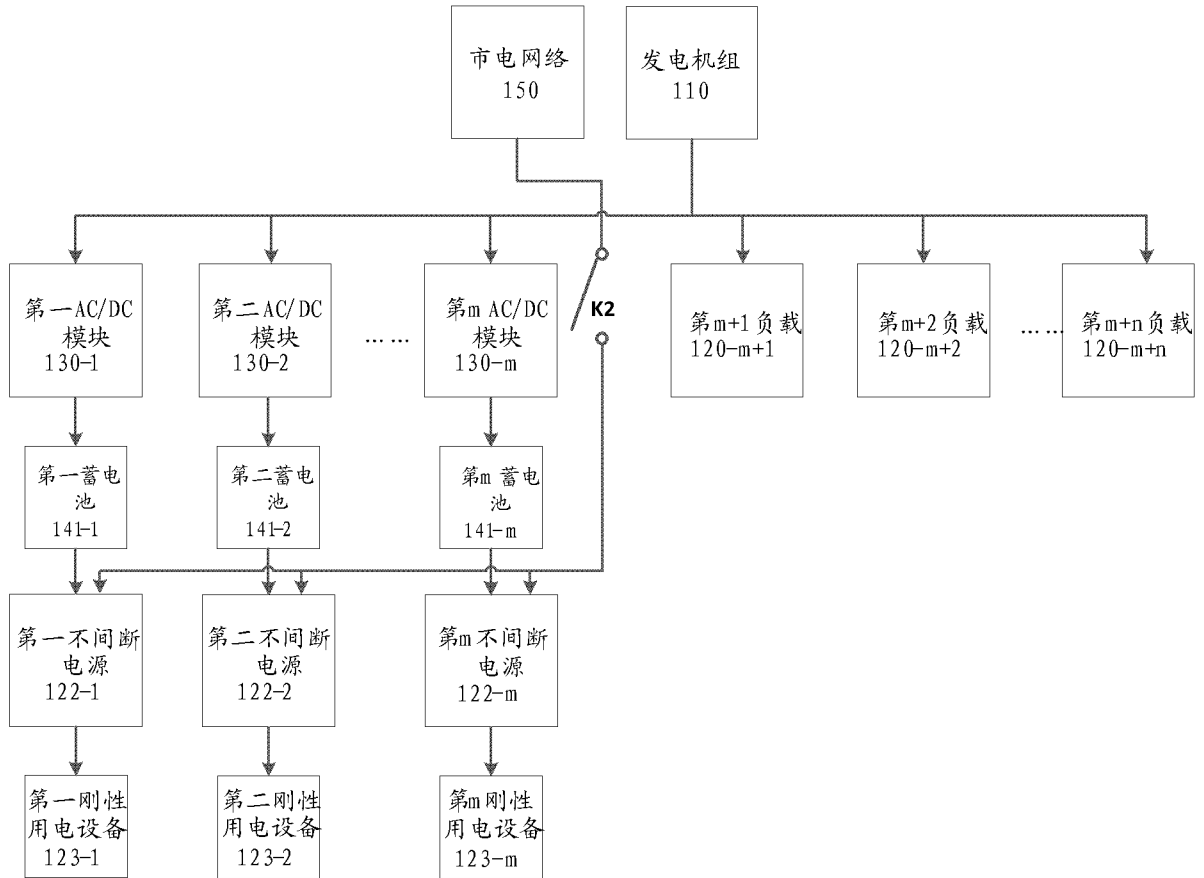 市电网络
150
发电机组
110
第一AC/DC
模块
130-1
第二AC/DC
模块
130-2
... ...
第m AC/DC
模块
130-m
K2
第m+1负载
120-m+1
第m+2负载
120-m+2
... ...
第m+n负载
120-m+n
第一蓄电
池
141-1
第二蓄电
池
141-2
第m 蓄电
池
141-m
第一不间断
电源
122-1
第二不间断
电源
122-2
第m不间断
电源
122-m
第一刚性
用电设备
123-1
第二刚性
用电设备
123-2
第m刚性
用电设备
123-m